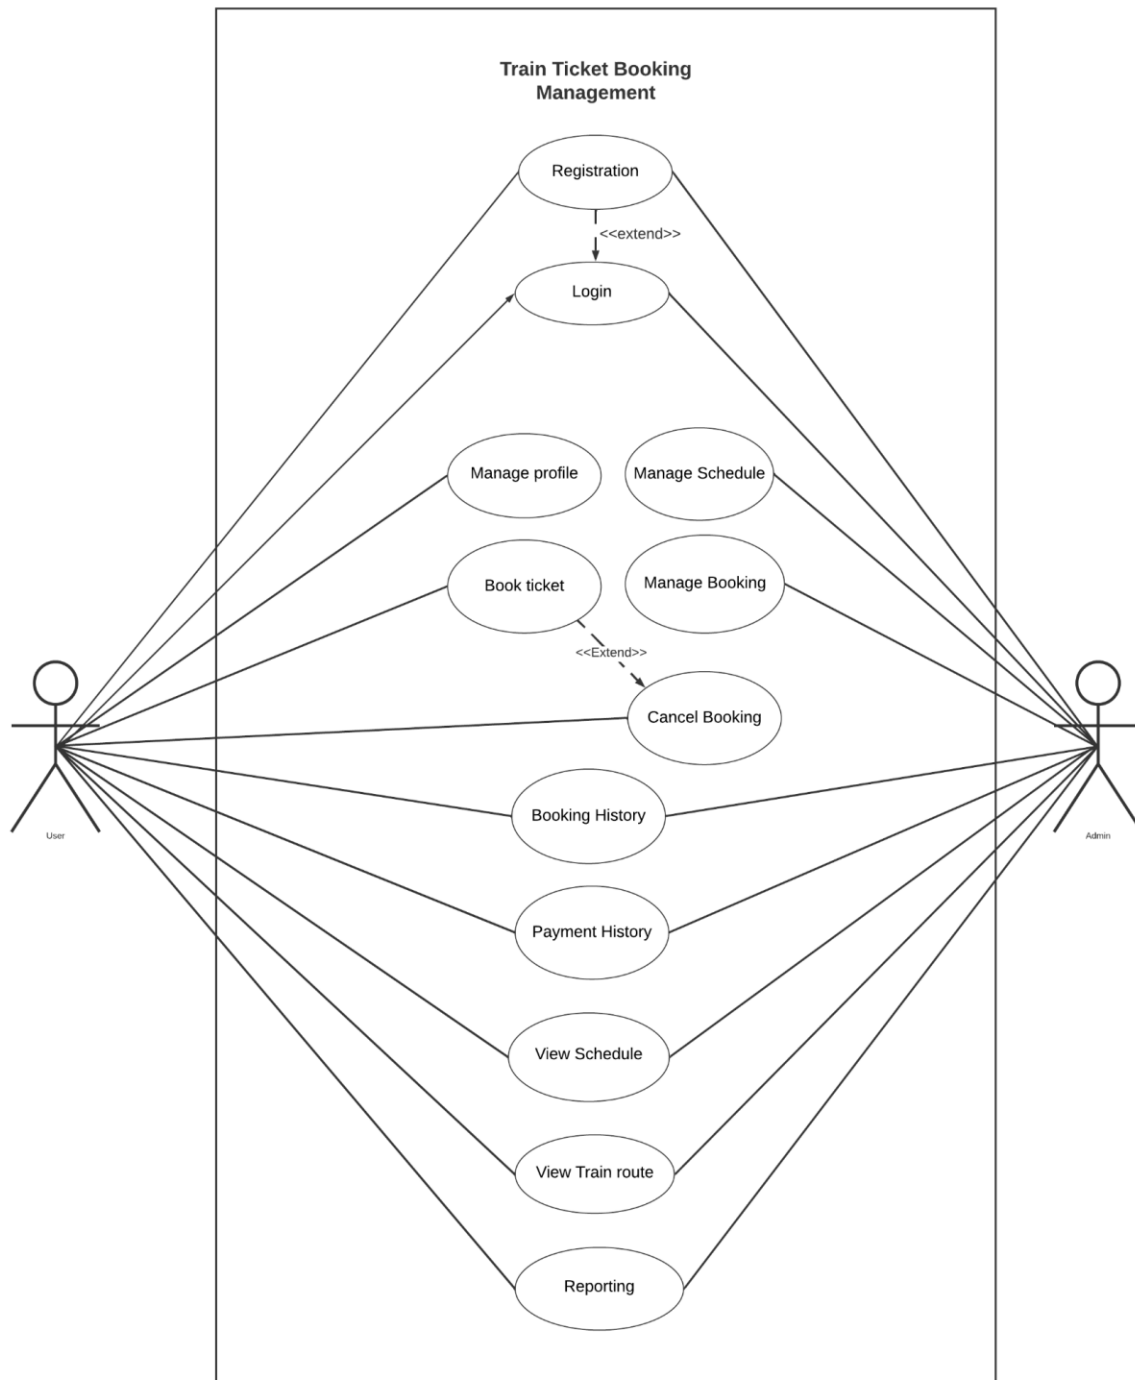 Train Ticket Booking
Management
Registration
<<extend>>
Login
Manage profile
Manage Schedule
Book ticket
Manage Booking
<<Extend>>
Cancel Booking
Booking History
User
Admin
Payment History
View Schedule
View Train route
Reporting